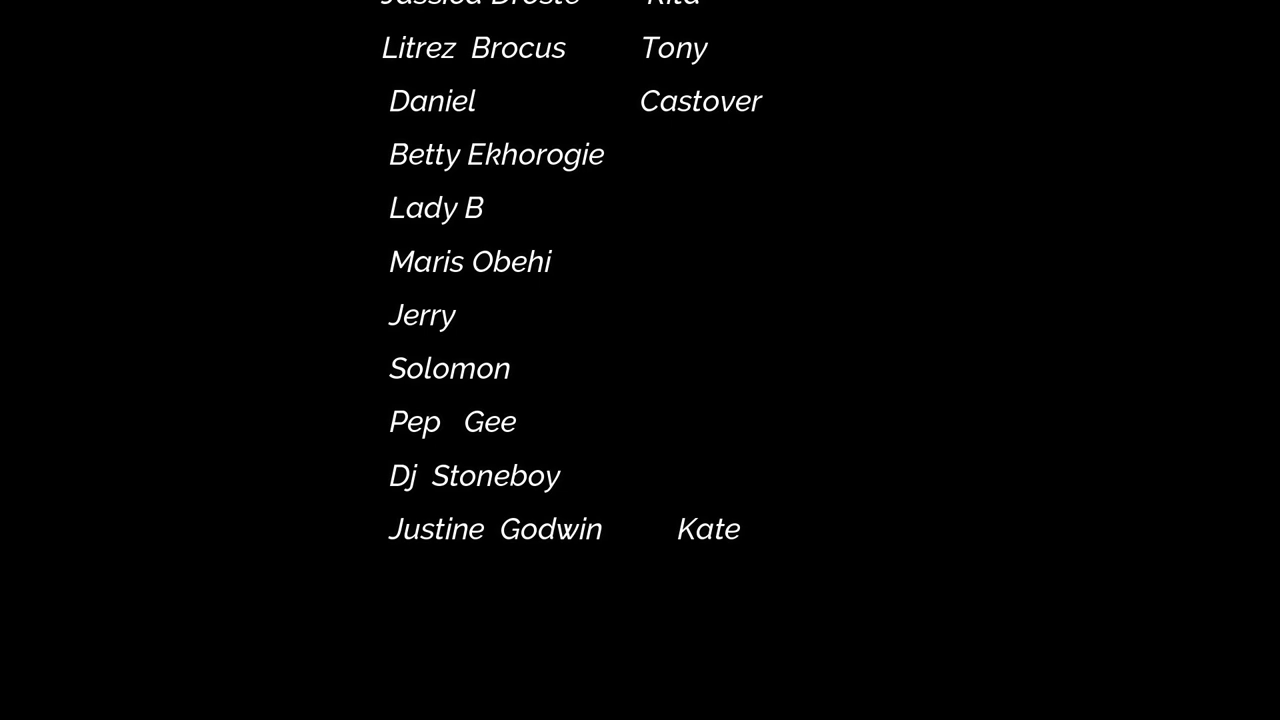 Litrez Brocus Tony
Daniel Castover
Betty Ekhorogie
Lady B
Maris Obehi
Jerry
Solomon
Pep Gee
Dj Stoneboy
Justine Godwin Kate